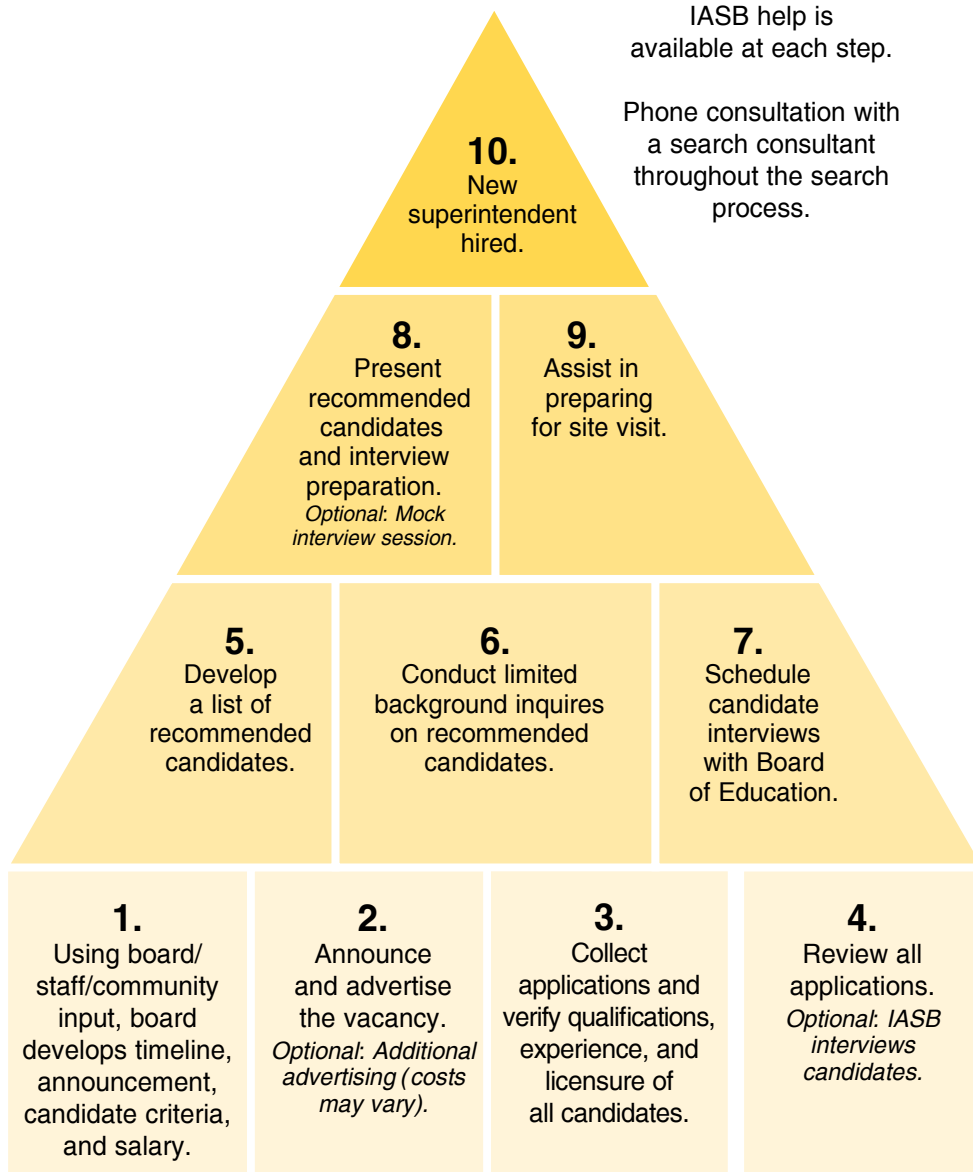 IASB help is
available at each step.
Phone consultation with
a search consultant
throughout the search
process.
10.
New
superintendent
hired.
8.
Present
recommended
candidates
and interview
preparation.
Optional: Mock
interview session.
9.
Assist in
preparing
for site visit.
5.
Develop
a list of
recommended
candidates.
6.
Conduct limited
background inquires
on recommended
candidates.
7.
Schedule
candidate
interviews
with Board
of Education.
1.
Using board/
staff/community
input, board
develops timeline,
announcement,
candidate criteria,
and salary.
2.
Announce
and advertise
the vacancy.
Optional: Additional
advertising (costs
may vary).
3.
Collect
applications and
verify qualifications,
experience, and
licensure of
all candidates.
4.
Review all
applications.
Optional: IASB
interviews
candidates.